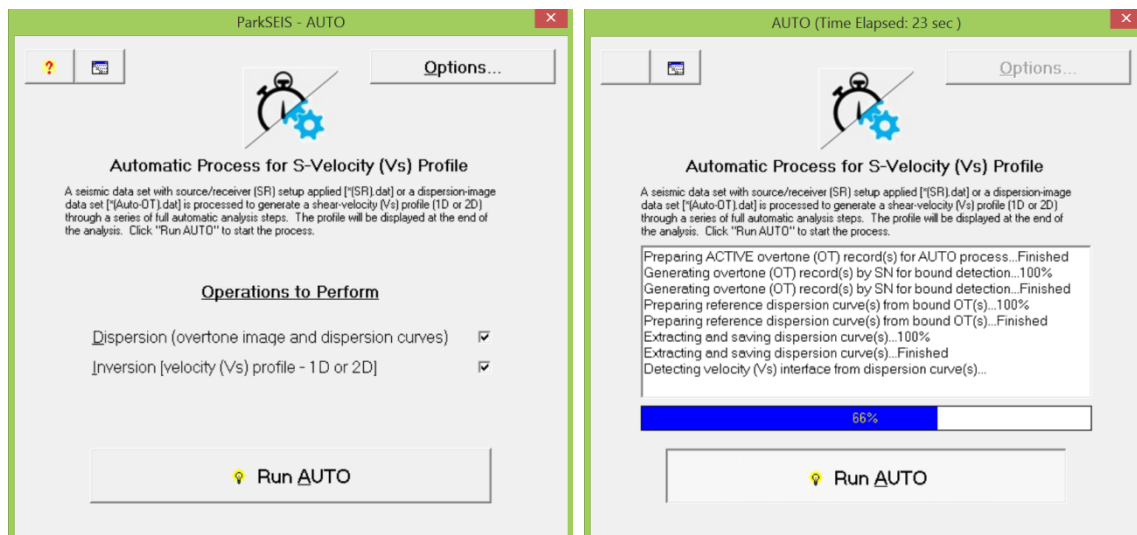 ParkSEIS - AUTO
?
Options...
Automatic Process for S-Velocity (Vs) Profile
A seismic data set with source/receiver (SR) setup applied [*(SR).dat] or a dispersion-image
data set [*(Auto-OT).dat] is processed to generate a shear-velocity (Vs) profile (1D or 2D)
through a series of full automatic analysis steps. The profile will be displayed at the end of
the analysis. Click "Run AUTO" to start the process.
Operations to Perform
Dispersion (overtone image and dispersion curves)
Inversion [velocity (Vs) profile - 1D or 2D]
Run AUTO
AUTO (Time Elapsed: 23 sec )
Options...
Automatic Process for S-Velocity (Vs) Profile
A seismic data set with source/receiver (SR) setup applied [*(SR).dat] or a dispersion-image
data set [*(Auto-OT).dat] is processed to generate a shear-velocity (Vs) profile (1D or 2D)
through a series of full automatic analysis steps. The profile will be displayed at the end of
the analysis. Click "Run AUTO" to start the process.
Preparing ACTIVE overtone (OT) record(s) for AUTO process...Finished
Generating overtone (OT) record(s) by SN for bound detection...100%
Generating overtone (OT) record(s) by SN for bound detection...Finished
Preparing reference dispersion curve(s) from bound OT(s)...100%
Preparing reference dispersion curve(s) from bound OT(s)...Finished
Extracting and saving dispersion curve(s)...100%
Extracting and saving dispersion curve(s)...Finished
Detecting velocity (Vs) interface from dispersion curve(s)...
66%
Run AUTO